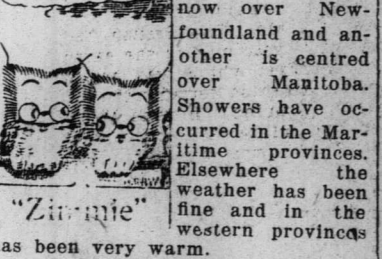 now over New-
foundland and an-
other is centred
over Manitoba.
Showers have oc-
curred in the Mar-
itime provinces.
Elsewhere the
weather has been
fine and in the
western provinces
as been very warm.
"Zimmie"